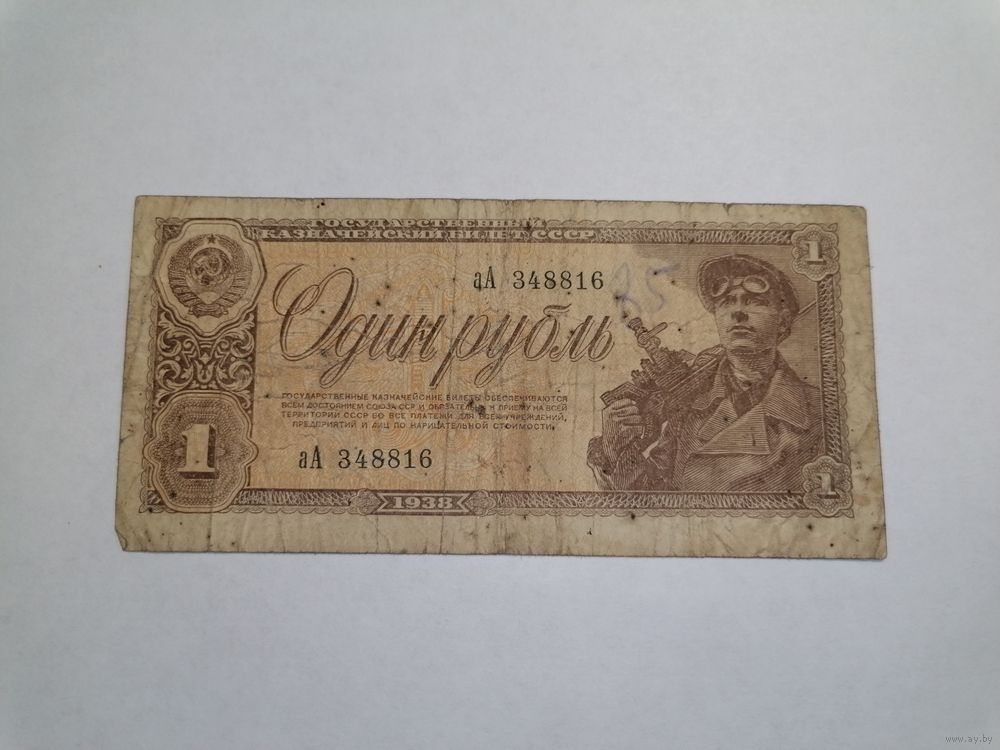 ГОСУДАРСТВЕННЫЙ
КАЗНАЧЕЙСКИЙ БИЛЕТ СССР
1
аА 348816
85
Один рубль
ГОСУДАРСТВЕННЫЕ КАЗНАЧЕЙСКИЕ БИЛЕТЫ ОБЕСПЕЧИВАЮТСЯ
ВСЕМ ДОСТОЯНИЕМ СОЮЗА ССР И ОБЯЗАТЕЛЬНЫ К ПРИЕМУ НА ВСЕЙ
ТЕРРИТОРИИ СССР ВО ВСЕ ПЛАТЕЖИ ДЛЯ ВСЕХ УЧРЕЖДЕНИЙ,
ПРЕДПРИЯТИЙ И ЛИЦ ПО НАРИЦАТЕЛЬНОЙ СТОИМОСТИ.
1
аА 348816
1
1938
www.ay.by